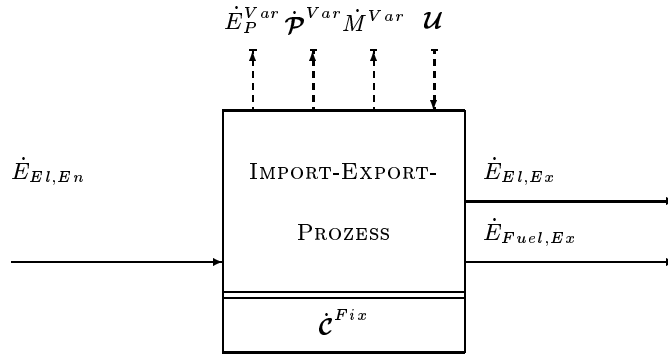 Ė_P^{Var} 𝓟̇^{Var} Ṁ^{Var} 𝓤
Ė_{El,En}
IMPORT-EXPORT-
PROZESS
Ė_{El,Ex}
Ė_{Fuel,Ex}
𝓒̇^{Fix}